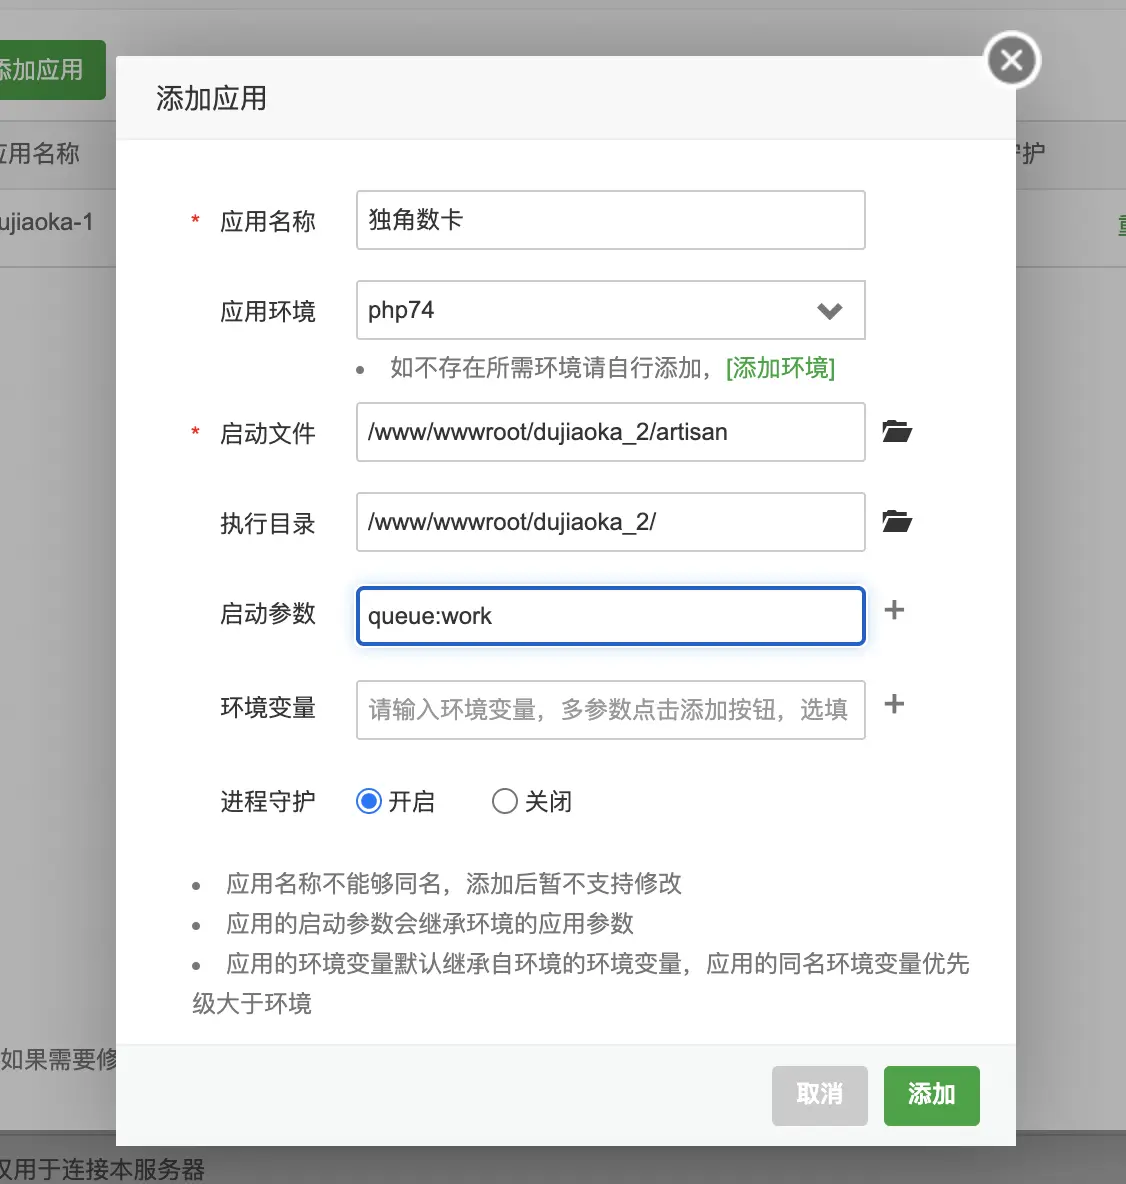 添加应用
添加应用
应用名称
守护
ujiaoka-1
* 应用名称 独角数卡
应用环境 php74
• 如不存在所需环境请自行添加，[添加环境]
* 启动文件 /www/wwwroot/dujiaoka_2/artisan
执行目录 /www/wwwroot/dujiaoka_2/
启动参数 queue:work +
环境变量 请输入环境变量，多参数点击添加按钮，选填 +
进程守护 开启 关闭
• 应用名称不能够同名，添加后暂不支持修改
• 应用的启动参数会继承环境的应用参数
• 应用的环境变量默认继承自环境的环境变量，应用的同名环境变量优先
级大于环境
如果需要修
取消 添加
仅用于连接本服务器